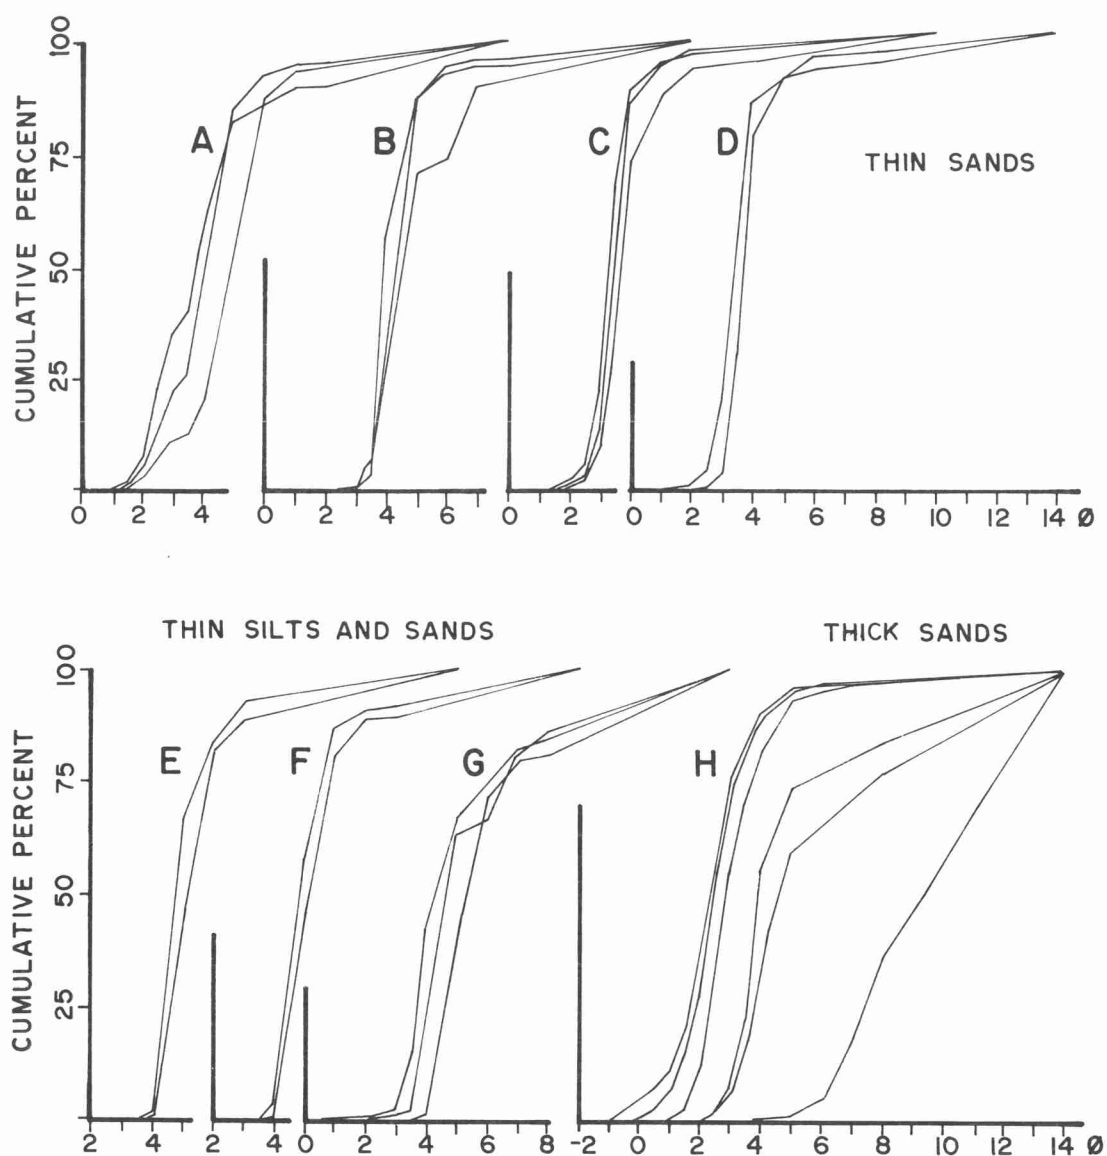 100
75
50
25
CUMULATIVE PERCENT
A
B
C
D
THIN SANDS
0 2 4
0 2 4 6
0 2
0 2 4 6 8 10 12 14 ø
THIN SILTS AND SANDS
THICK SANDS
100
75
50
25
CUMULATIVE PERCENT
E
F
G
H
2 4
2 4
0 2 4 6 8
-2 0 2 4 6 8 10 12 14 ø